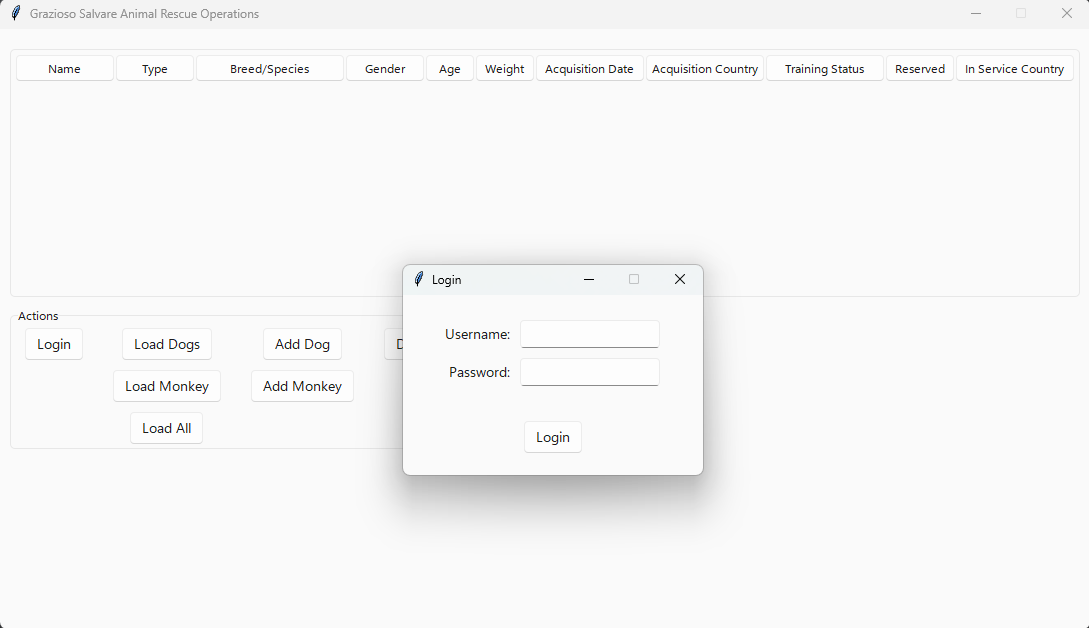 Grazioso Salvare Animal Rescue Operations
Name Type Breed/Species Gender Age Weight Acquisition Date Acquisition Country Training Status Reserved In Service Country
Login
Actions
Username:
Login Load Dogs Add Dog D
Password:
Load Monkey Add Monkey
Load All
Login